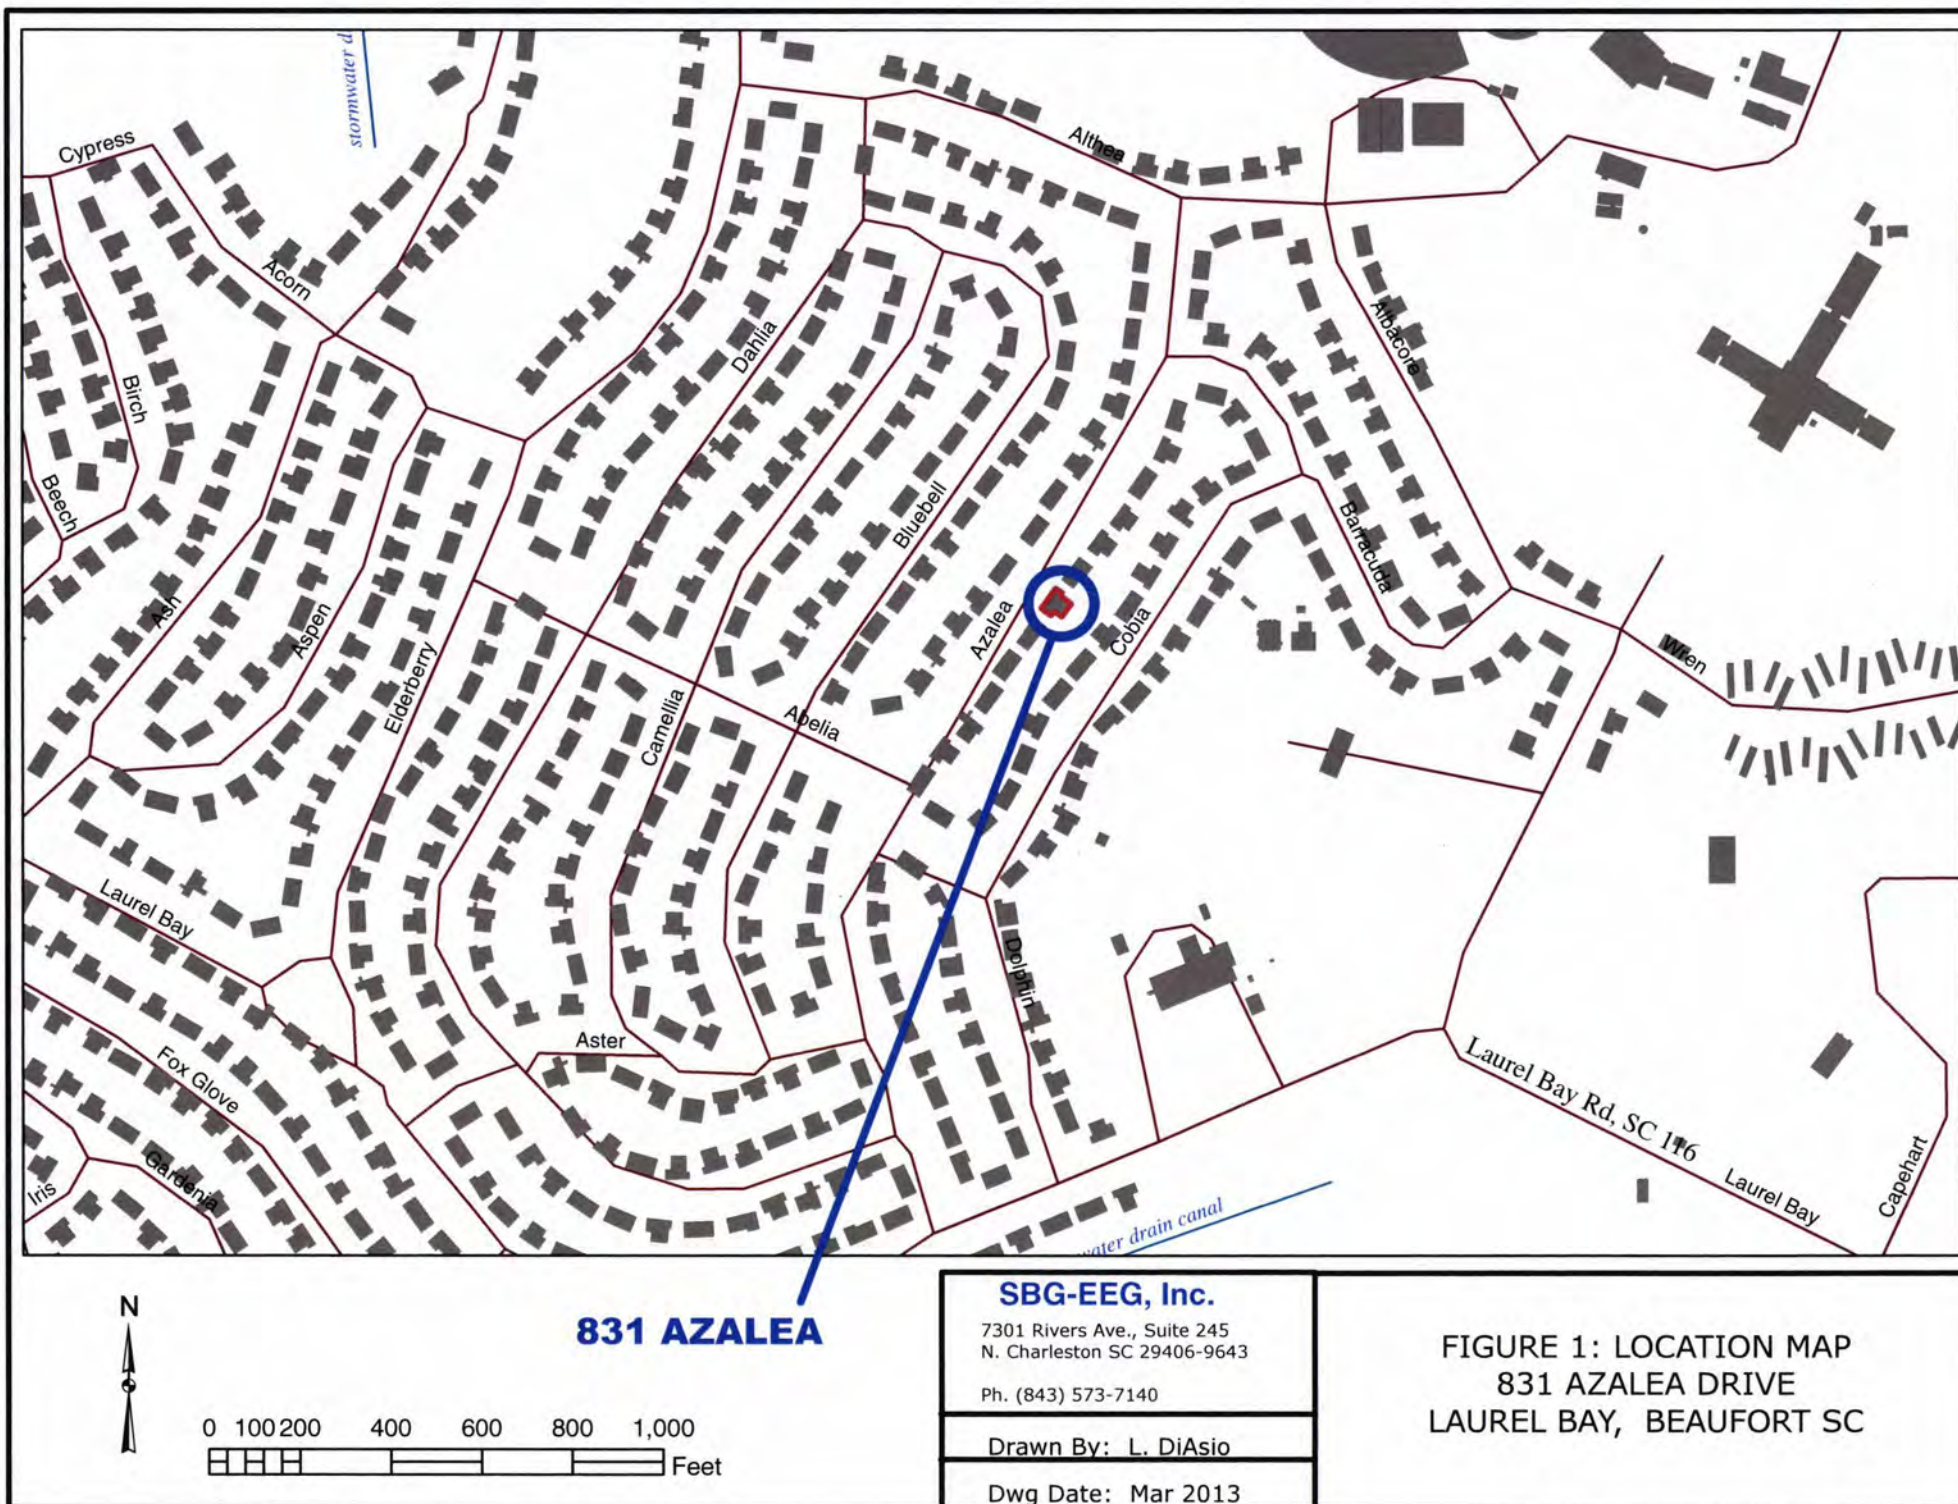 stormwater d
Cypress
Althea
Acorn
Dahlia
Albacore
Birch
Beech
Bluebell
Barracuda
Ash
Aspen
Azalea
Cobia
Elderberry
Wren
Camellia
Abelia
Laurel Bay
Dolphin
Aster
Fox Glove
Laurel Bay Rd, SC 116
Gardenia
Iris
Laurel Bay
Capehart
water drain canal
N
831 AZALEA
0 100 200 400 600 800 1,000
Feet
SBG-EEG, Inc.
7301 Rivers Ave., Suite 245
N. Charleston SC 29406-9643
Ph. (843) 573-7140
Drawn By: L. DiAsio
Dwg Date: Mar 2013
FIGURE 1: LOCATION MAP
831 AZALEA DRIVE
LAUREL BAY, BEAUFORT SC